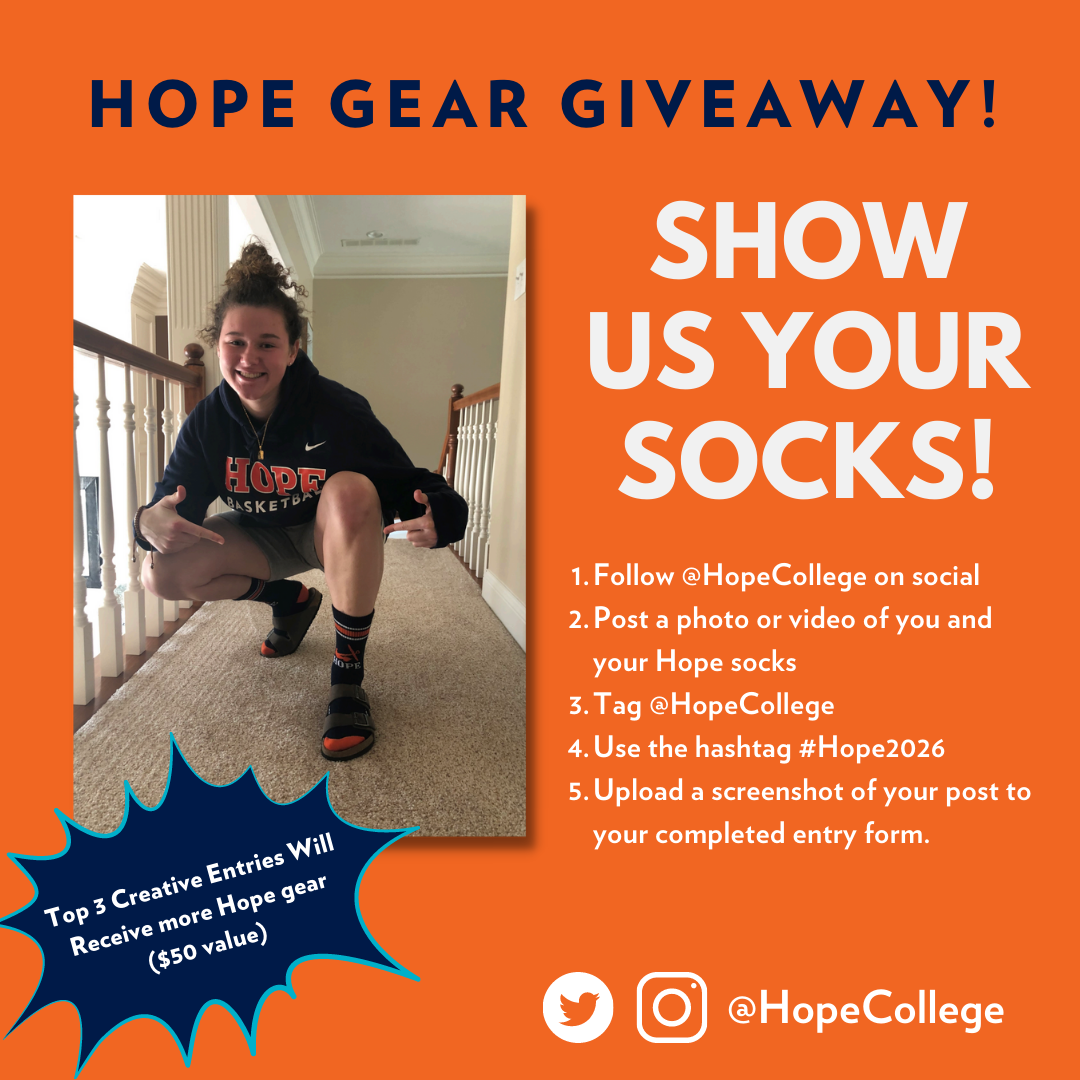 HOPE GEAR GIVEAWAY!
SHOW
US YOUR
SOCKS!
HOPE
BASKETBA
HOPE
1. Follow @HopeCollege on social
2. Post a photo or video of you and
your Hope socks
3. Tag @HopeCollege
4. Use the hashtag #Hope2026
5. Upload a screenshot of your post to
your completed entry form.
Top 3 Creative Entries Will
Receive more Hope gear
($50 value)
@HopeCollege